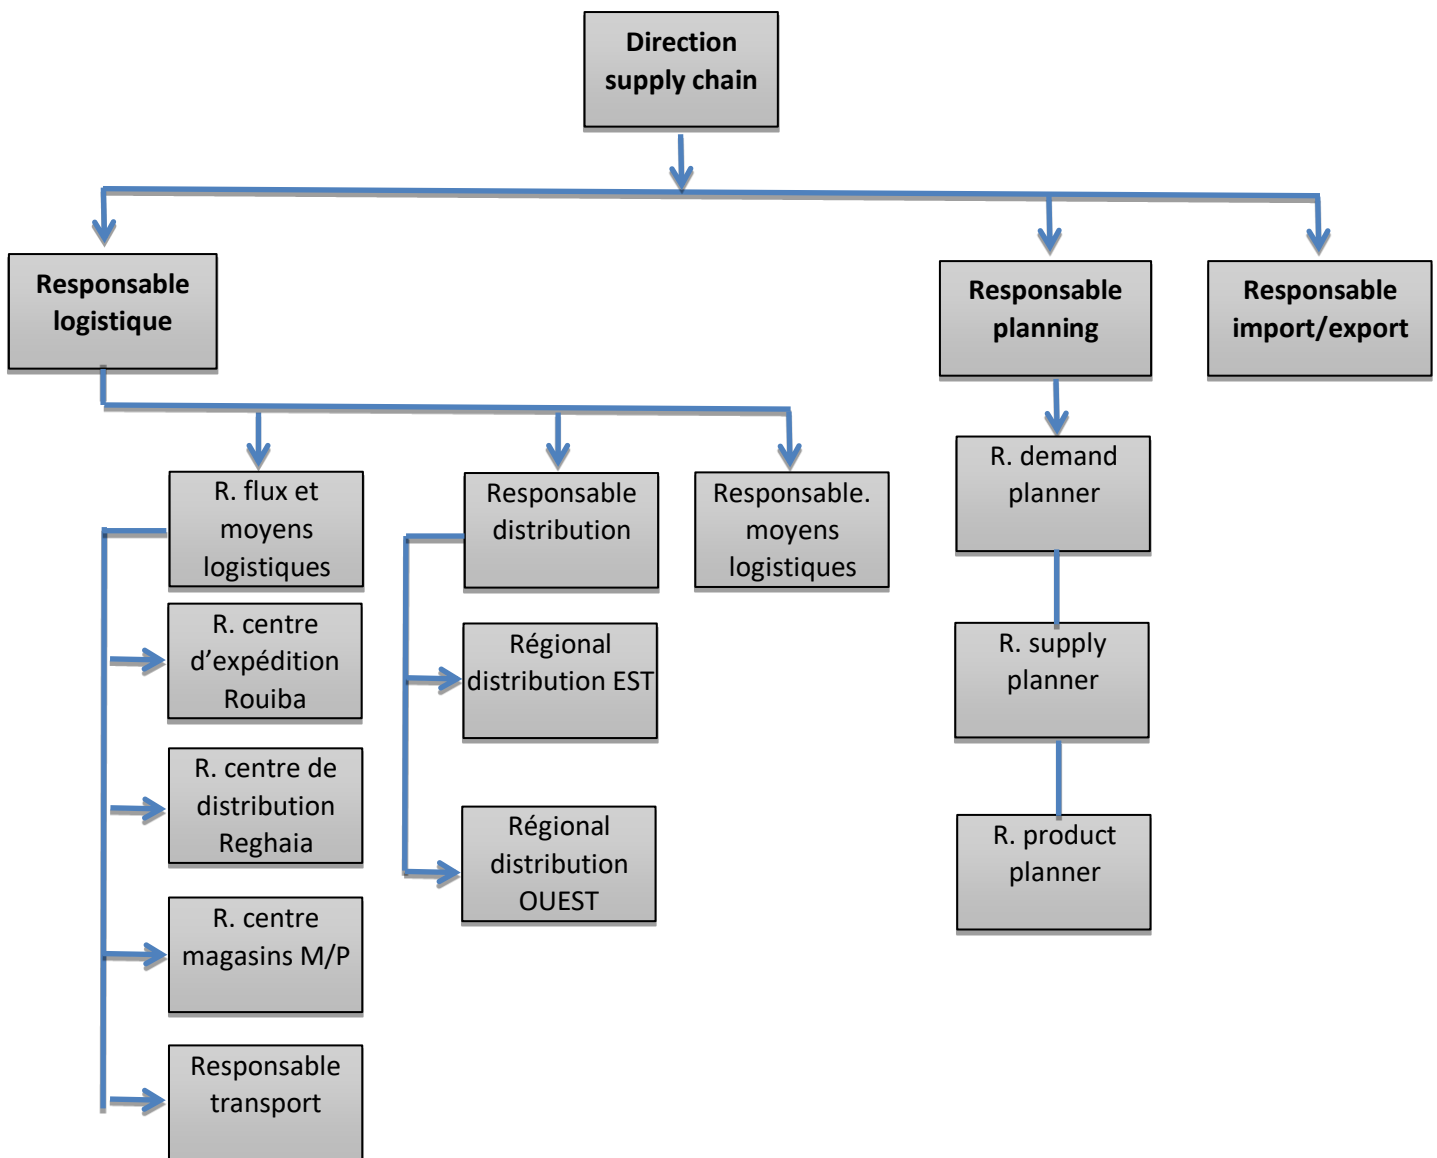 Direction
supply chain
Responsable
logistique
Responsable
planning
Responsable
import/export
R. flux et
moyens
logistiques
Responsable
distribution
Responsable.
moyens
logistiques
R. demand
planner
R. centre
d’expédition
Rouiba
Régional
distribution EST
R. supply
planner
R. centre de
distribution
Reghaia
Régional
distribution
OUEST
R. product
planner
R. centre
magasins M/P
Responsable
transport